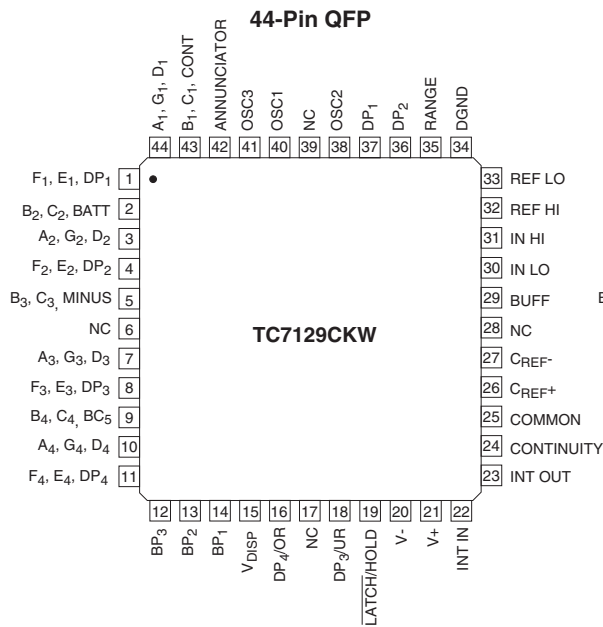 44-Pin QFP
A1, G1, D1
B1, C1, CONT
ANNUNCIATOR
OSC3
OSC1
NC
OSC2
DP1
DP2
RANGE
DGND
44 43 42 41 40 39 38 37 36 35 34
F1, E1, DP1 1
B2, C2, BATT 2
A2, G2, D2 3
F2, E2, DP2 4
B3, C3, MINUS 5
NC 6
A3, G3, D3 7
F3, E3, DP3 8
B4, C4, BC5 9
A4, G4, D4 10
F4, E4, DP4 11
TC7129CKW
33 REF LO
32 REF HI
31 IN HI
30 IN LO
29 BUFF
28 NC
27 CREF-
26 CREF+
25 COMMON
24 CONTINUITY
23 INT OUT
12 13 14 15 16 17 18 19 20 21 22
BP3
BP2
BP1
VDISP
DP4/OR
NC
DP3/UR
LATCH/HOLD
V-
V+
INT IN